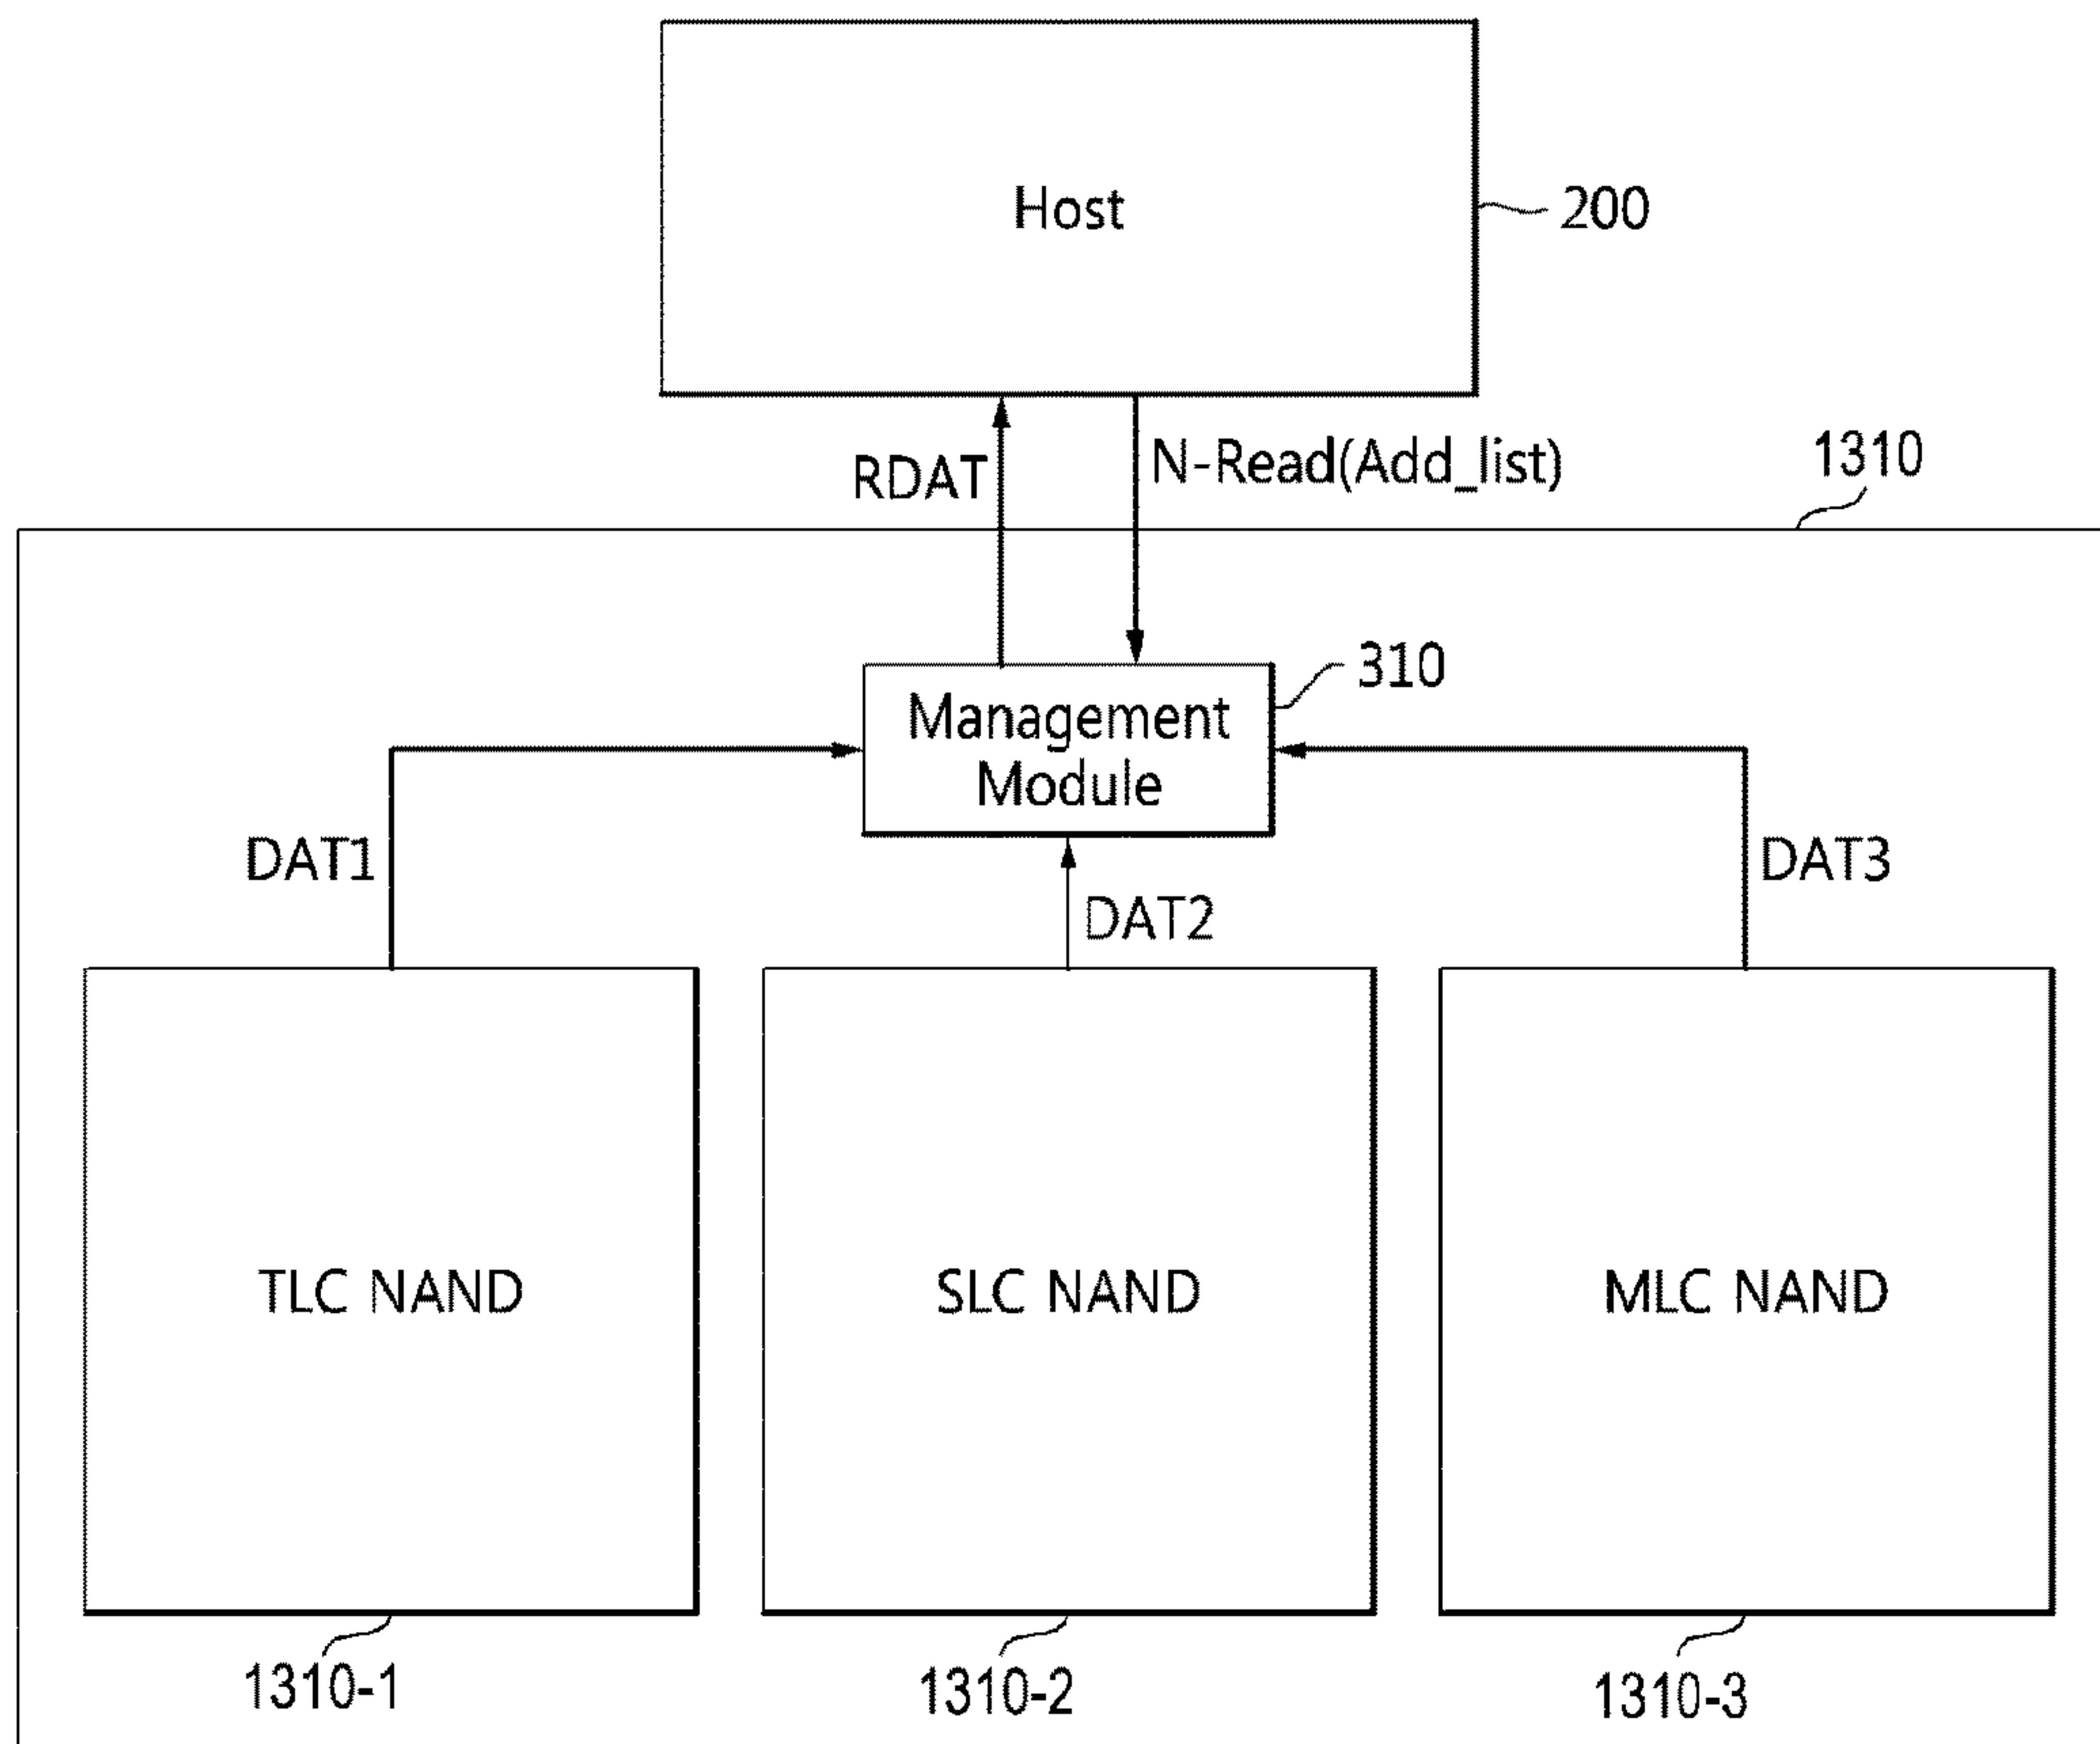 Host
200
RDAT
N-Read(Add_list)
1310
310
Management
Module
DAT1
DAT2
DAT3
TLC NAND
SLC NAND
MLC NAND
1310-1
1310-2
1310-3